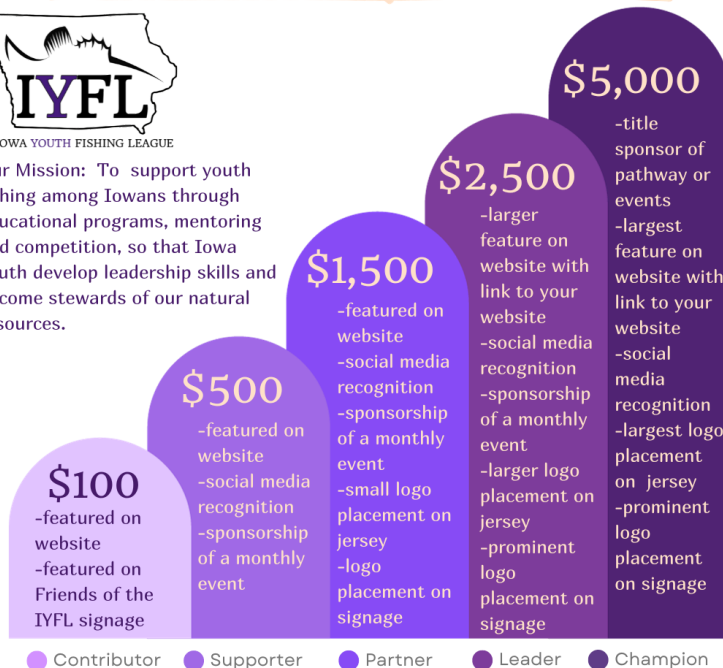 IYFL
OWA YOUTH FISHING LEAGUE
ur Mission: To support youth
hing among Iowans through
ucational programs, mentoring
d competition, so that Iowa
uth develop leadership skills and
come stewards of our natural
sources.
$100
-featured on
website
-featured on
Friends of the
IYFL signage
$500
-featured on
website
-social media
recognition
-sponsorship
of a monthly
event
$1,500
-featured on
website
-social media
recognition
-sponsorship
of a monthly
event
-small logo
placement on
jersey
-logo
placement on
signage
$2,500
-larger
feature on
website with
link to your
website
-social media
recognition
-sponsorship
of a monthly
event
-larger logo
placement on
jersey
-prominent
logo
placement on
signage
$5,000
-title
sponsor of
pathway or
events
-largest
feature on
website with
link to your
website
-social
media
recognition
-largest logo
placement
on jersey
-prominent
logo
placement
on signage
Contributor
Supporter
Partner
Leader
Champion